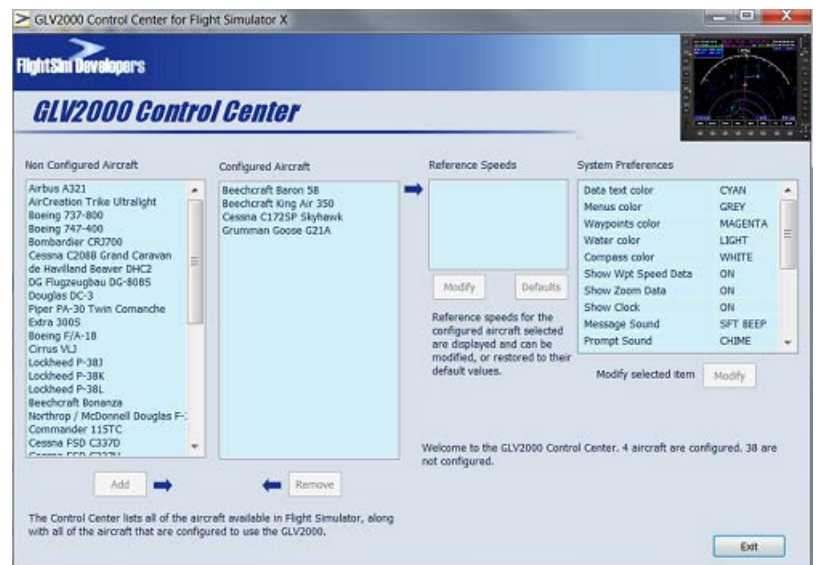 GLV2000 Control Center for Flight Simulator X
FlightSim Developers
GLV2000 Control Center
Non Configured Aircraft
Airbus A321
AirCreation Trike Ultralight
Boeing 737-800
Boeing 747-400
Bombardier CRJ700
Cessna C208B Grand Caravan
de Havilland Beaver DHC2
DG Flugzeugbau DG-808S
Douglas DC-3
Piper PA-30 Twin Comanche
Extra 300S
Boeing F/A-18
Cirrus VLJ
Lockheed P-38J
Lockheed P-38K
Lockheed P-38L
Beechcraft Bonanza
Northrop / McDonnell Douglas F-
Commander 115TC
Cessna FSD C337D
Add
Configured Aircraft
Beechcraft Baron 58
Beechcraft King Air 350
Cessna C172SP Skyhawk
Grumman Goose G21A
Remove
The Control Center lists all of the aircraft available in Flight Simulator, along
with all of the aircraft that are configured to use the GLV2000.
Reference Speeds
Modify Defaults
Reference speeds for the
configured aircraft selected
are displayed and can be
modified, or restored to their
default values.
System Preferences
Data text color CYAN
Menus color GREY
Waypoints color MAGENTA
Water color LIGHT
Compass color WHITE
Show Wpt Speed Data ON
Show Zoom Data ON
Show Clock ON
Message Sound SFT BEEP
Prompt Sound CHIME
Modify selected item Modify
Welcome to the GLV2000 Control Center. 4 aircraft are configured. 38 are
not configured.
Exit